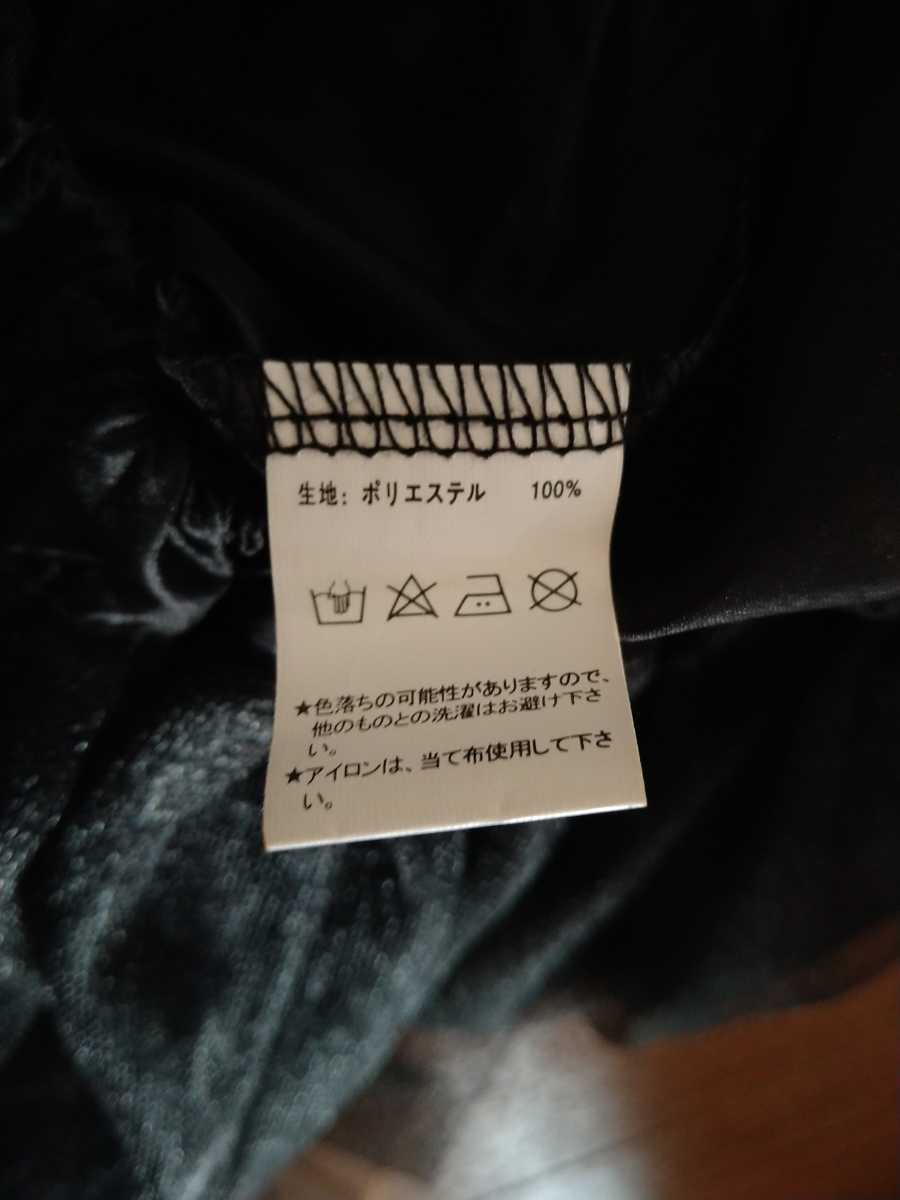 生地: ポリエステル 100%
★色落ちの可能性がありますので、
他のものとの洗濯はお避け下さ
い。
★アイロンは、当て布使用して下さ
い。